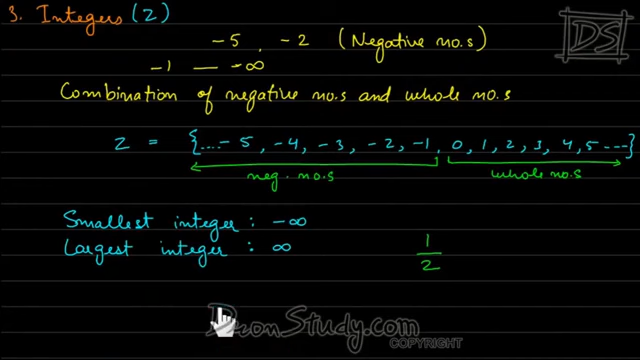 3. Integers (Z)
DS
-5 , -2 (Negative no.s)
-1 — -∞
Combination of negative no.s and whole no.s
Z = {...- 5, -4, -3, -2, -1, 0, 1, 2, 3, 4, 5 ----}
neg. no.s whole no.s
Smallest integer : -∞
Largest integer : ∞
1
2
DronStudy.com
COPYRIGHT